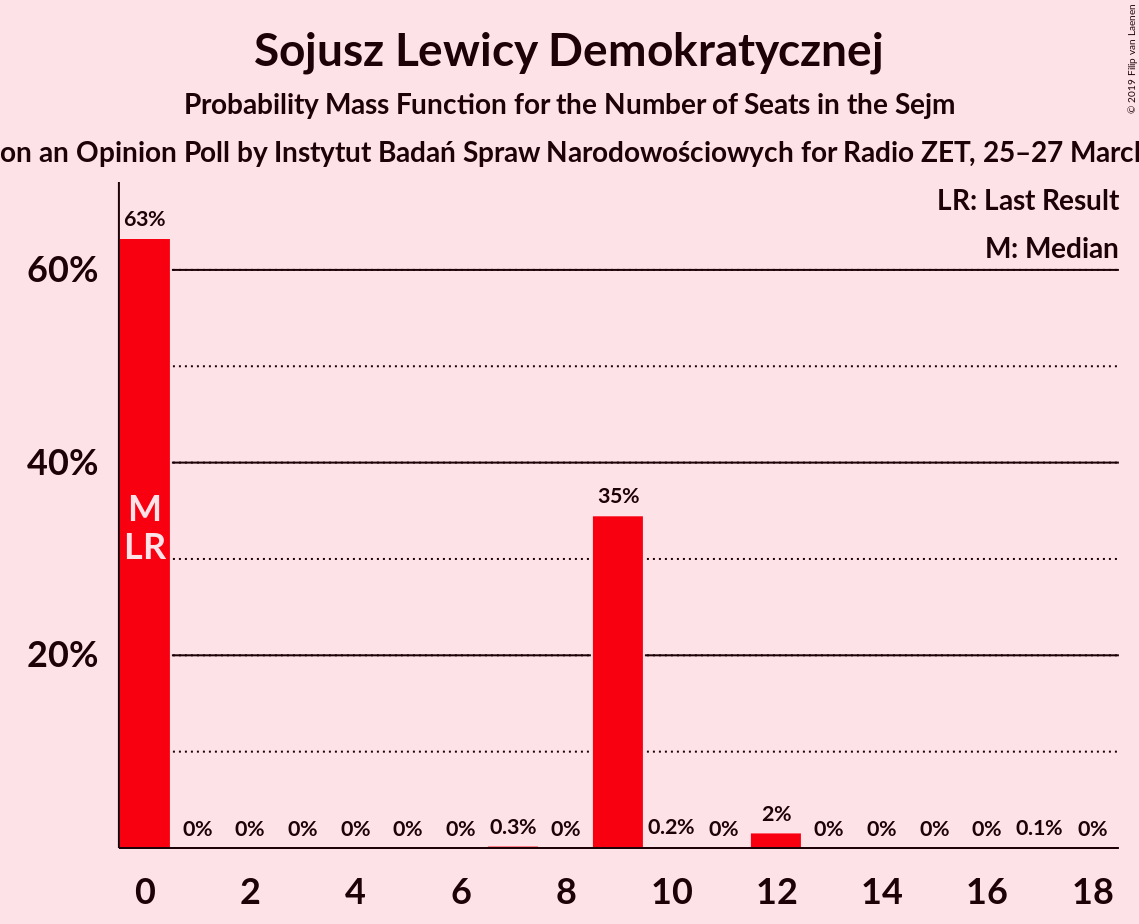 © 2019 Filip van Laenen
Sojusz Lewicy Demokratycznej
Probability Mass Function for the Number of Seats in the Sejm
on an Opinion Poll by Instytut Badań Spraw Narodowościowych for Radio ZET, 25–27 March
LR: Last Result
M: Median
60%
40%
20%
63%
M
LR
0%
0%
0%
0%
0%
0%
0.3%
0%
35%
0.2%
0%
2%
0%
0%
0%
0%
0.1%
0%
0 2 4 6 8 10 12 14 16 18